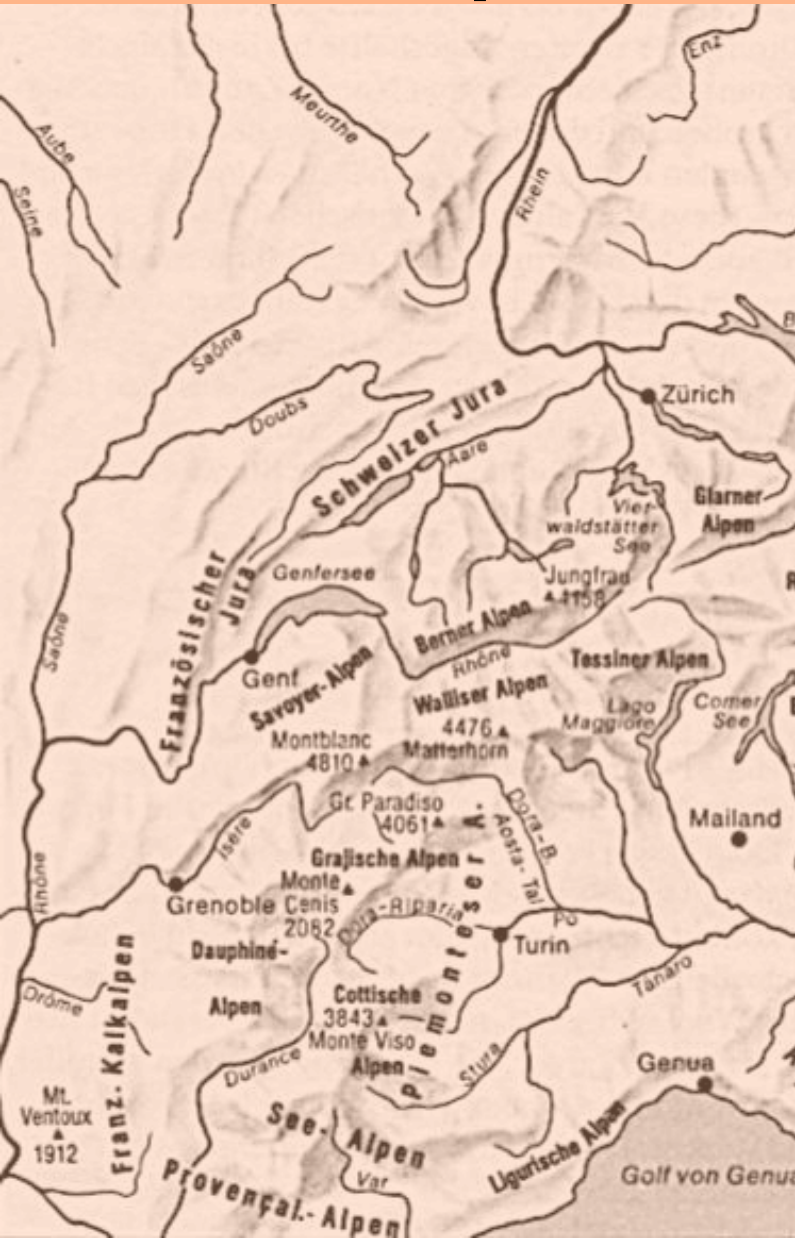 Enz
Meurthe
Aube
Rhein
Seine
Saône
Zürich
Doubs
Schweizer Jura
Aare
Glarner
Alpen
Vier-
waldstätter
See
Genfersee
Jungfrau
4158
Französischer
Jura
Saône
Berner Alpen
Rhône
Genf
Tessiner Alpen
Savoyer-Alpen
Walliser Alpen
Lago
Maggiore
Comer
See
4476
Matterhorn
Montblanc
4810
Gr. Paradiso
4061
Dora-B.
Aosta-Tal
Mailand
Isère
Grajische Alpen
Rhône
Monte
Cenis
2082
Grenoble
Dora-Riparia
Po
Turin
Piemonteser A.
Dauphiné-
Alpen
Tanaro
Drôme
Franz. Kalkalpen
Cottische
3843
Monte Viso
Alpen
Durance
Stura
Genua
Mt.
Ventoux
1912
See-Alpen
Ligurische Alpen
Golf von Genua
Var
Provençal.-Alpen